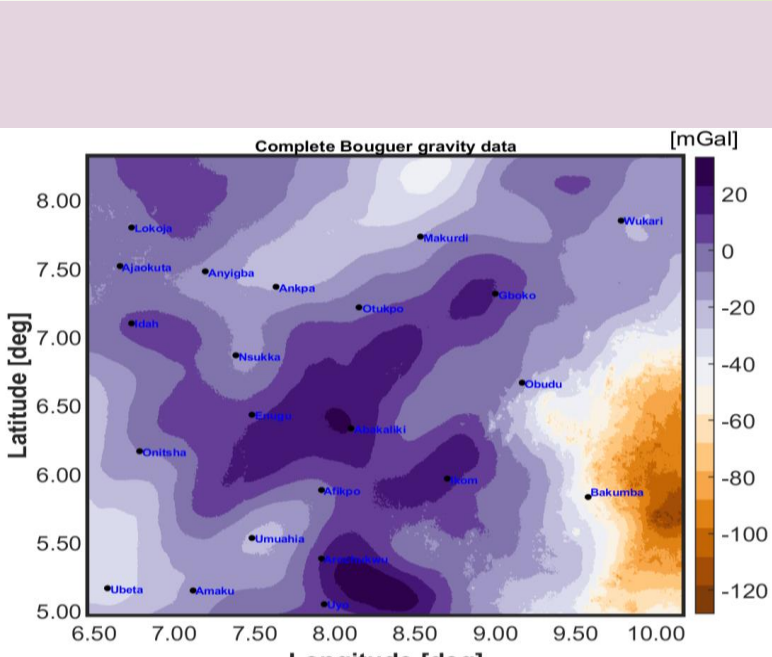 [mGal]
Complete Bouguer gravity data
8.00
7.50
7.00
6.50
6.00
5.50
5.00
Latitude [deg]
Lokoja
Wukari
Makurdi
Ajaokuta
Anyigba
Ankpa
Gboko
Otukpo
Idah
Nsukka
Obudu
Enugu
Abakaliki
Onitsha
Ikom
Afikpo
Bakumba
Umuahia
Ubeta
Amaku
Uyo
20
0
-20
-40
-60
-80
-100
-120
6.50 7.00 7.50 8.00 8.50 9.00 9.50 10.00
Longitude [deg]